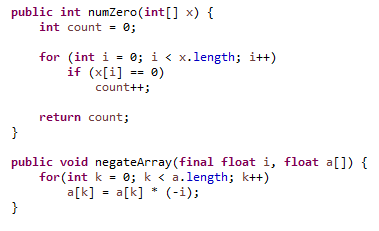 public int numZero(int[] x) {
    int count = 0;

    for (int i = 0; i < x.length; i++)
        if (x[i] == 0)
            count++;

    return count;
}

public void negateArray(final float i, float a[]) {
    for(int k = 0; k < a.length; k++)
        a[k] = a[k] * (-i);
}